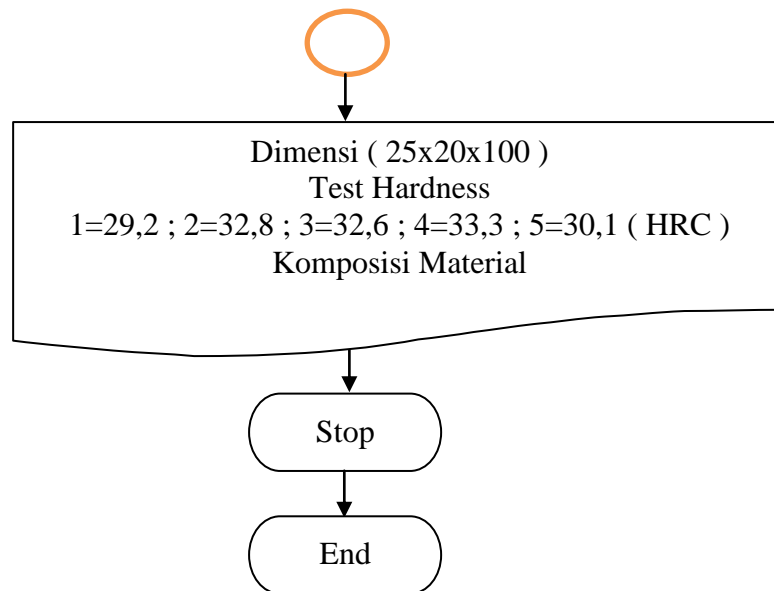 Dimensi ( 25x20x100 )
Test Hardness
1=29,2 ; 2=32,8 ; 3=32,6 ; 4=33,3 ; 5=30,1 ( HRC )
Komposisi Material
Stop
End